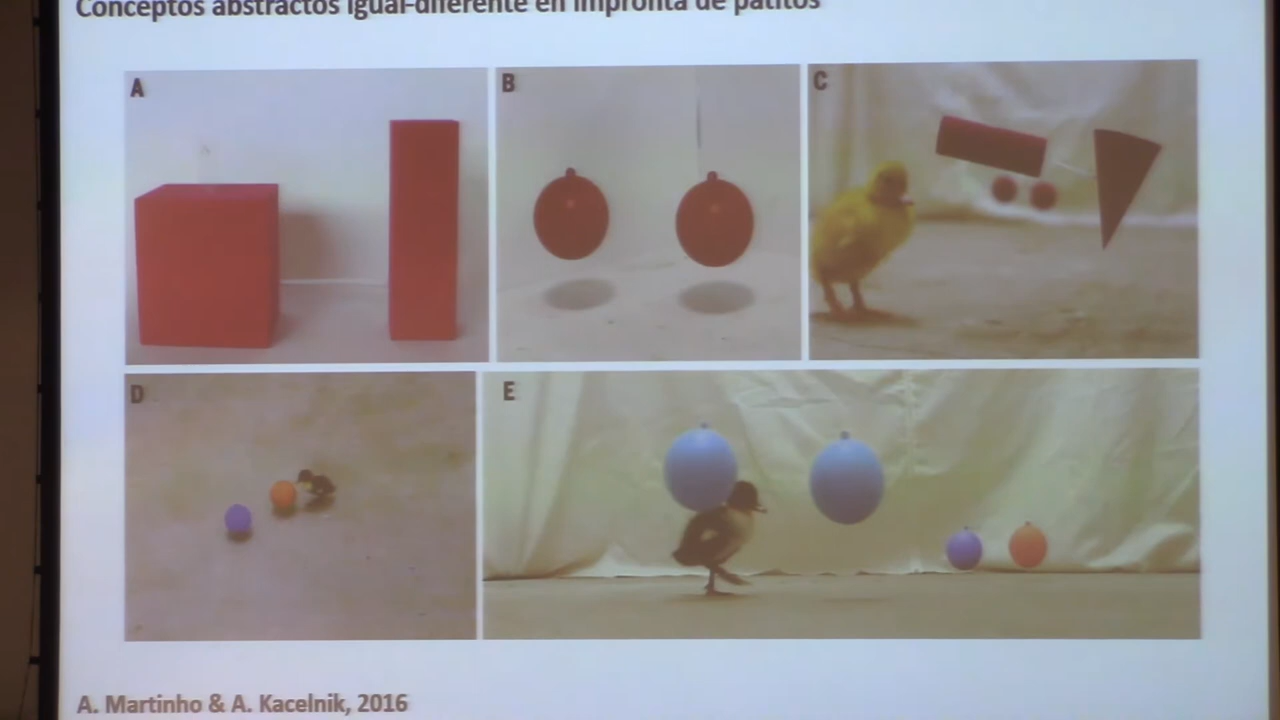 Conceptos abstractos igual-diferente en impronta de patitos
A
B
C
D
E
A. Martinho & A. Kacelnik, 2016